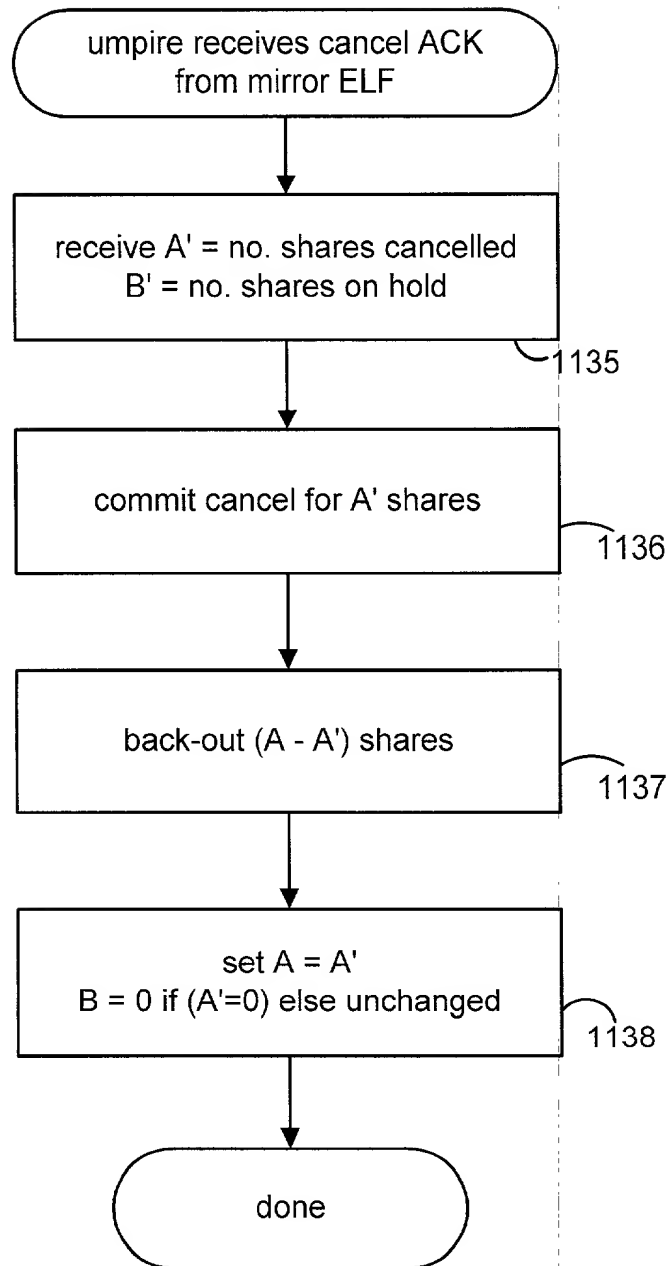 umpire receives cancel ACK
from mirror ELF
receive A' = no. shares cancelled
B' = no. shares on hold
1135
commit cancel for A' shares
1136
back-out (A - A') shares
1137
set A = A'
B = 0 if (A'=0) else unchanged
1138
done